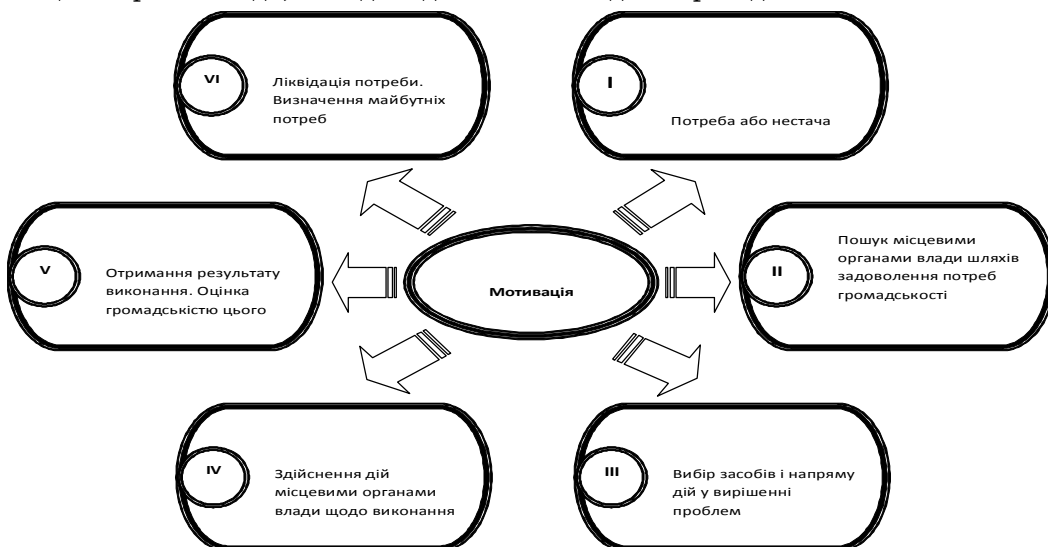 VI
Ліквідація потреби.
Визначення майбутніх
потреб
I
Потреба або нестача
V
Отримання результату
виконання. Оцінка
громадськістю цього
Мотивація
II
Пошук місцевими
органами влади шляхів
задоволення потреб
громадськості
IV
Здійснення дій
місцевими органами
влади щодо виконання
III
Вибір засобів і напряму
дій у вирішенні
проблем